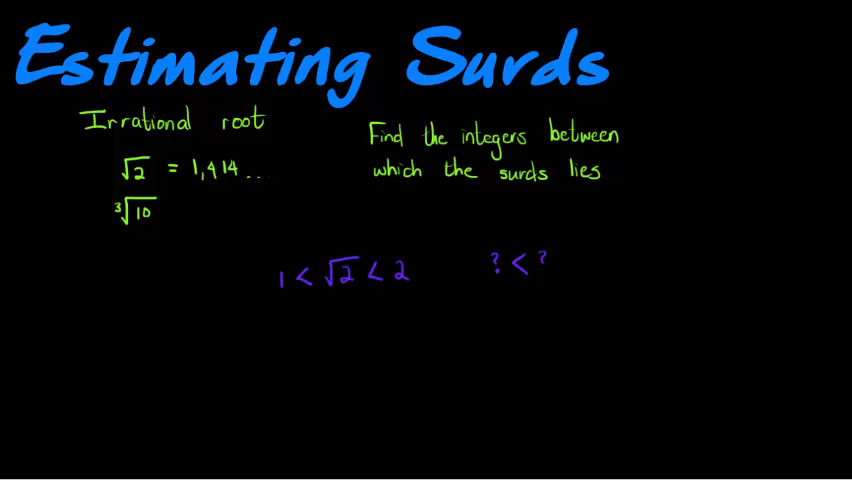 Estimating Surds
Irrational root
√2 = 1,414...
³√10
Find the integers between
which the surds lies
1 < √2 < 2
? < ?